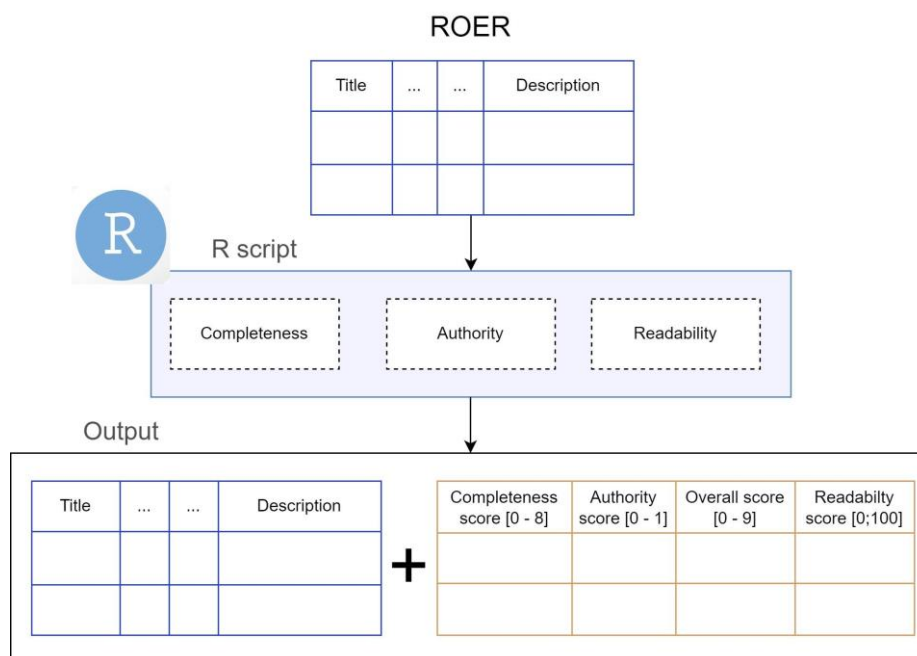 ROER
Title ... ... Description
R
R script
Completeness Authority Readability
Output
Title ... ... Description
Completeness score [0 - 8]
Authority score [0 - 1]
Overall score [0 - 9]
Readabilty score [0;100]
+